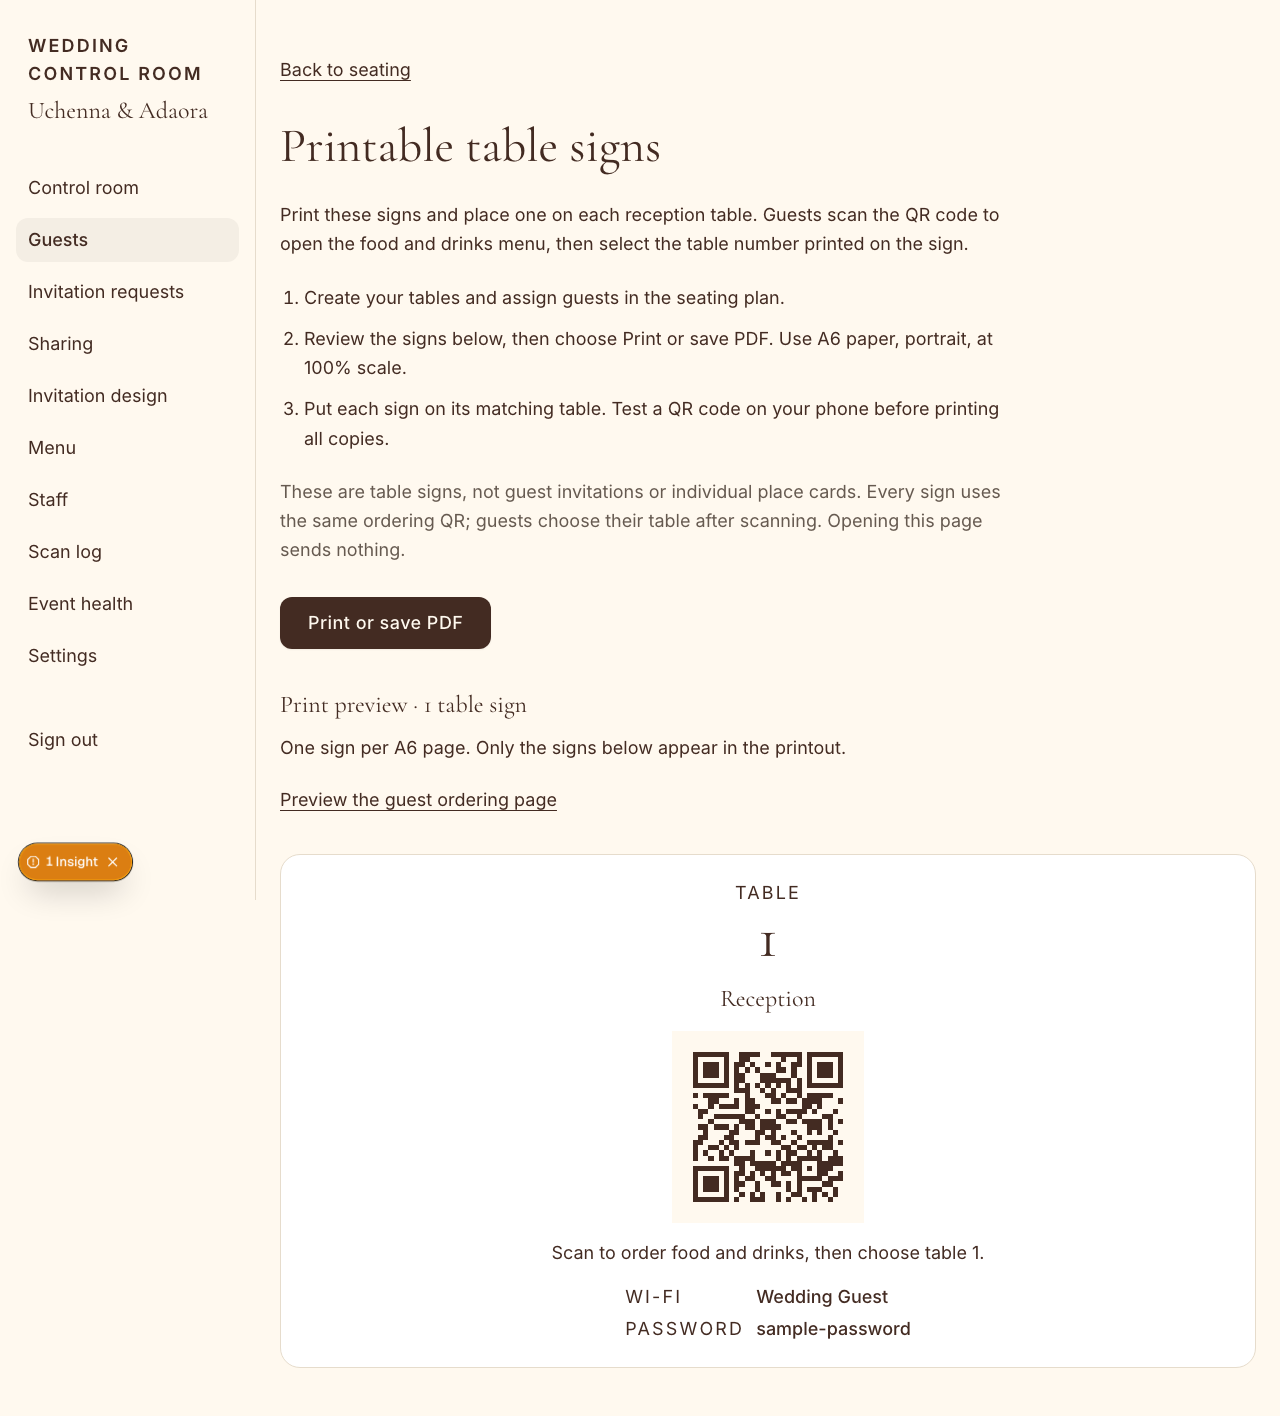 WEDDING
CONTROL ROOM
Uchenna & Adaora
Control room
Guests
Invitation requests
Sharing
Invitation design
Menu
Staff
Scan log
Event health
Settings
Sign out
1 Insight
Back to seating
Printable table signs
Print these signs and place one on each reception table. Guests scan the QR code to
open the food and drinks menu, then select the table number printed on the sign.
1. Create your tables and assign guests in the seating plan.
2. Review the signs below, then choose Print or save PDF. Use A6 paper, portrait, at
100% scale.
3. Put each sign on its matching table. Test a QR code on your phone before printing
all copies.
These are table signs, not guest invitations or individual place cards. Every sign uses
the same ordering QR; guests choose their table after scanning. Opening this page
sends nothing.
Print or save PDF
Print preview · 1 table sign
One sign per A6 page. Only the signs below appear in the printout.
Preview the guest ordering page
TABLE
1
Reception
Scan to order food and drinks, then choose table 1.
WI-FI Wedding Guest
PASSWORD sample-password